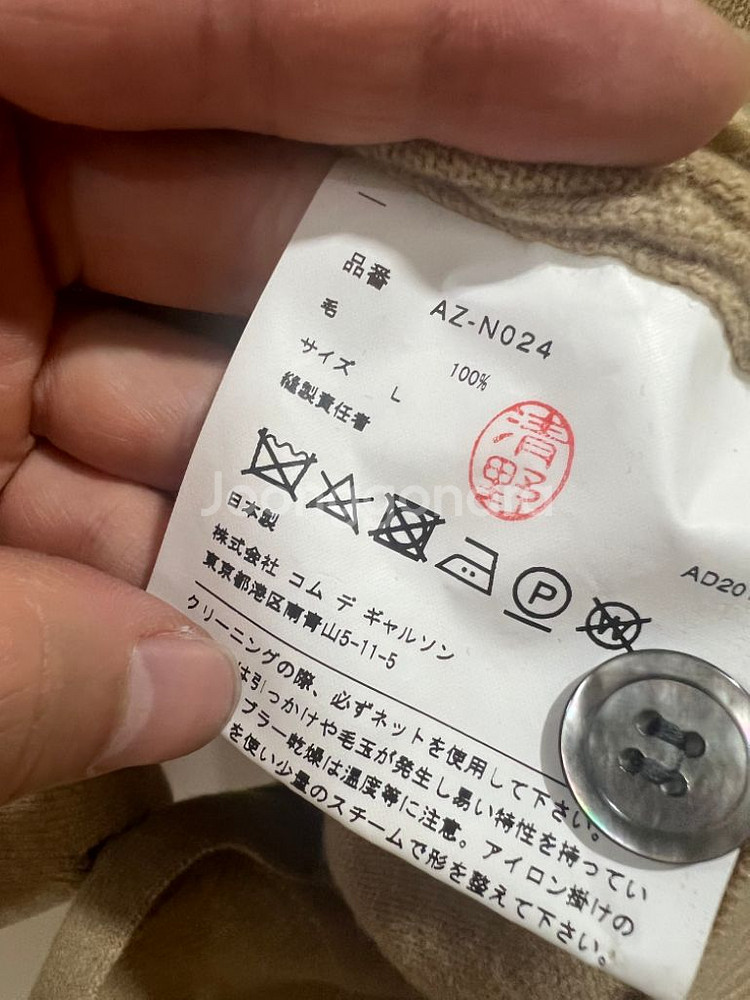 品番 AZ-N024
毛 100%
サイズ L
縫製責任者
清野
P
W
日本製
株式会社 コム デ ギャルソン
東京都港区南青山5-11-5
AD201
クリーニングの際、必ずネットを使用して下さい。
は引っかけや毛玉が発生し易い特性を持ってい
ブラー乾燥は温度等に注意。アイロン掛けの
を使い少量のスチームで形を整えて下さい。
Joonggonara